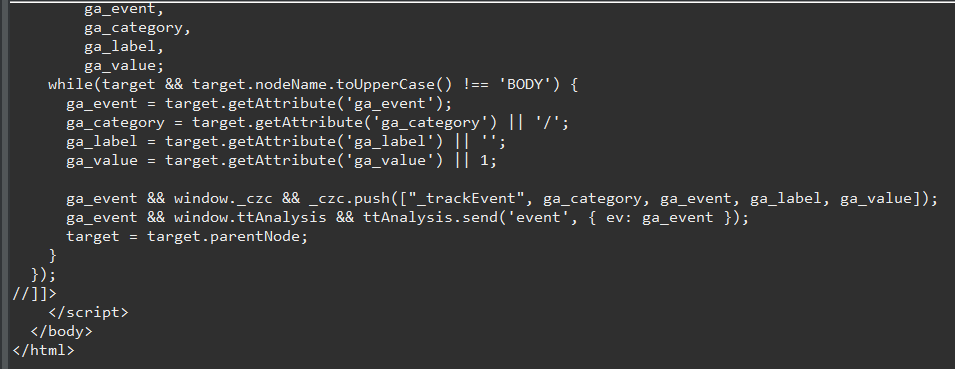 ga_event,
ga_category,
ga_label,
ga_value;
while(target && target.nodeName.toUpperCase() !== 'BODY') {
ga_event = target.getAttribute('ga_event');
ga_category = target.getAttribute('ga_category') || '/';
ga_label = target.getAttribute('ga_label') || '';
ga_value = target.getAttribute('ga_value') || 1;
ga_event && window._czc && _czc.push(["_trackEvent", ga_category, ga_event, ga_label, ga_value]);
ga_event && window.ttAnalysis && ttAnalysis.send('event', { ev: ga_event });
target = target.parentNode;
}
});
//]]>
</script>
</body>
</html>